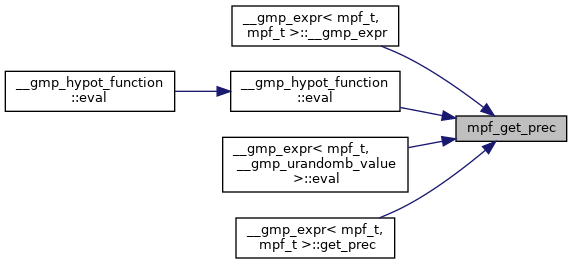 __gmp_expr< mpf_t,
mpf_t >::__gmp_expr
__gmp_hypot_function
::eval
__gmp_hypot_function
::eval
mpf_get_prec
__gmp_expr< mpf_t,
__gmp_urandomb_value
>::eval
__gmp_expr< mpf_t,
mpf_t >::get_prec